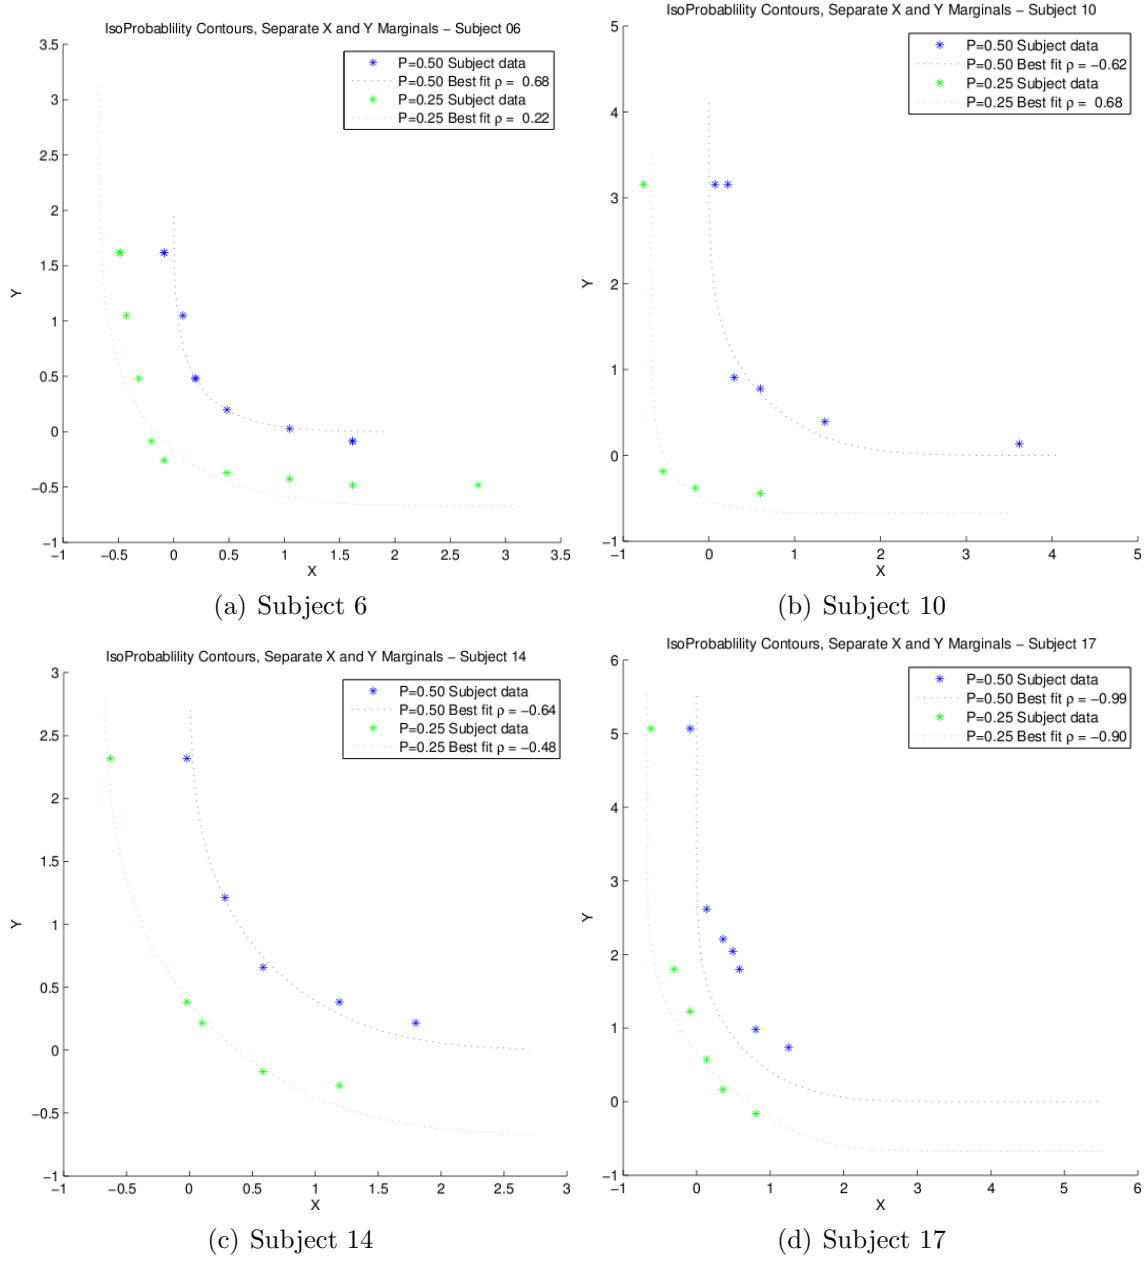 IsoProbablility Contours, Separate X and Y Marginals − Subject 06
P=0.50 Subject data
P=0.50 Best fit ρ = 0.68
P=0.25 Subject data
P=0.25 Best fit ρ = 0.22
3.5
3
2.5
2
1.5
1
0.5
0
−0.5
−1
Y
−1 −0.5 0 0.5 1 1.5 2 2.5 3 3.5
X
(a) Subject 6
IsoProbablility Contours, Separate X and Y Marginals − Subject 10
P=0.50 Subject data
P=0.50 Best fit ρ = −0.62
P=0.25 Subject data
P=0.25 Best fit ρ = 0.68
5
4
3
2
1
0
−1
Y
−1 0 1 2 3 4 5
X
(b) Subject 10
IsoProbablility Contours, Separate X and Y Marginals − Subject 14
P=0.50 Subject data
P=0.50 Best fit ρ = −0.64
P=0.25 Subject data
P=0.25 Best fit ρ = −0.48
3
2.5
2
1.5
1
0.5
0
−0.5
−1
Y
−1 −0.5 0 0.5 1 1.5 2 2.5 3
X
(c) Subject 14
IsoProbablility Contours, Separate X and Y Marginals − Subject 17
P=0.50 Subject data
P=0.50 Best fit ρ = −0.99
P=0.25 Subject data
P=0.25 Best fit ρ = −0.90
6
5
4
3
2
1
0
−1
Y
−1 0 1 2 3 4 5 6
X
(d) Subject 17